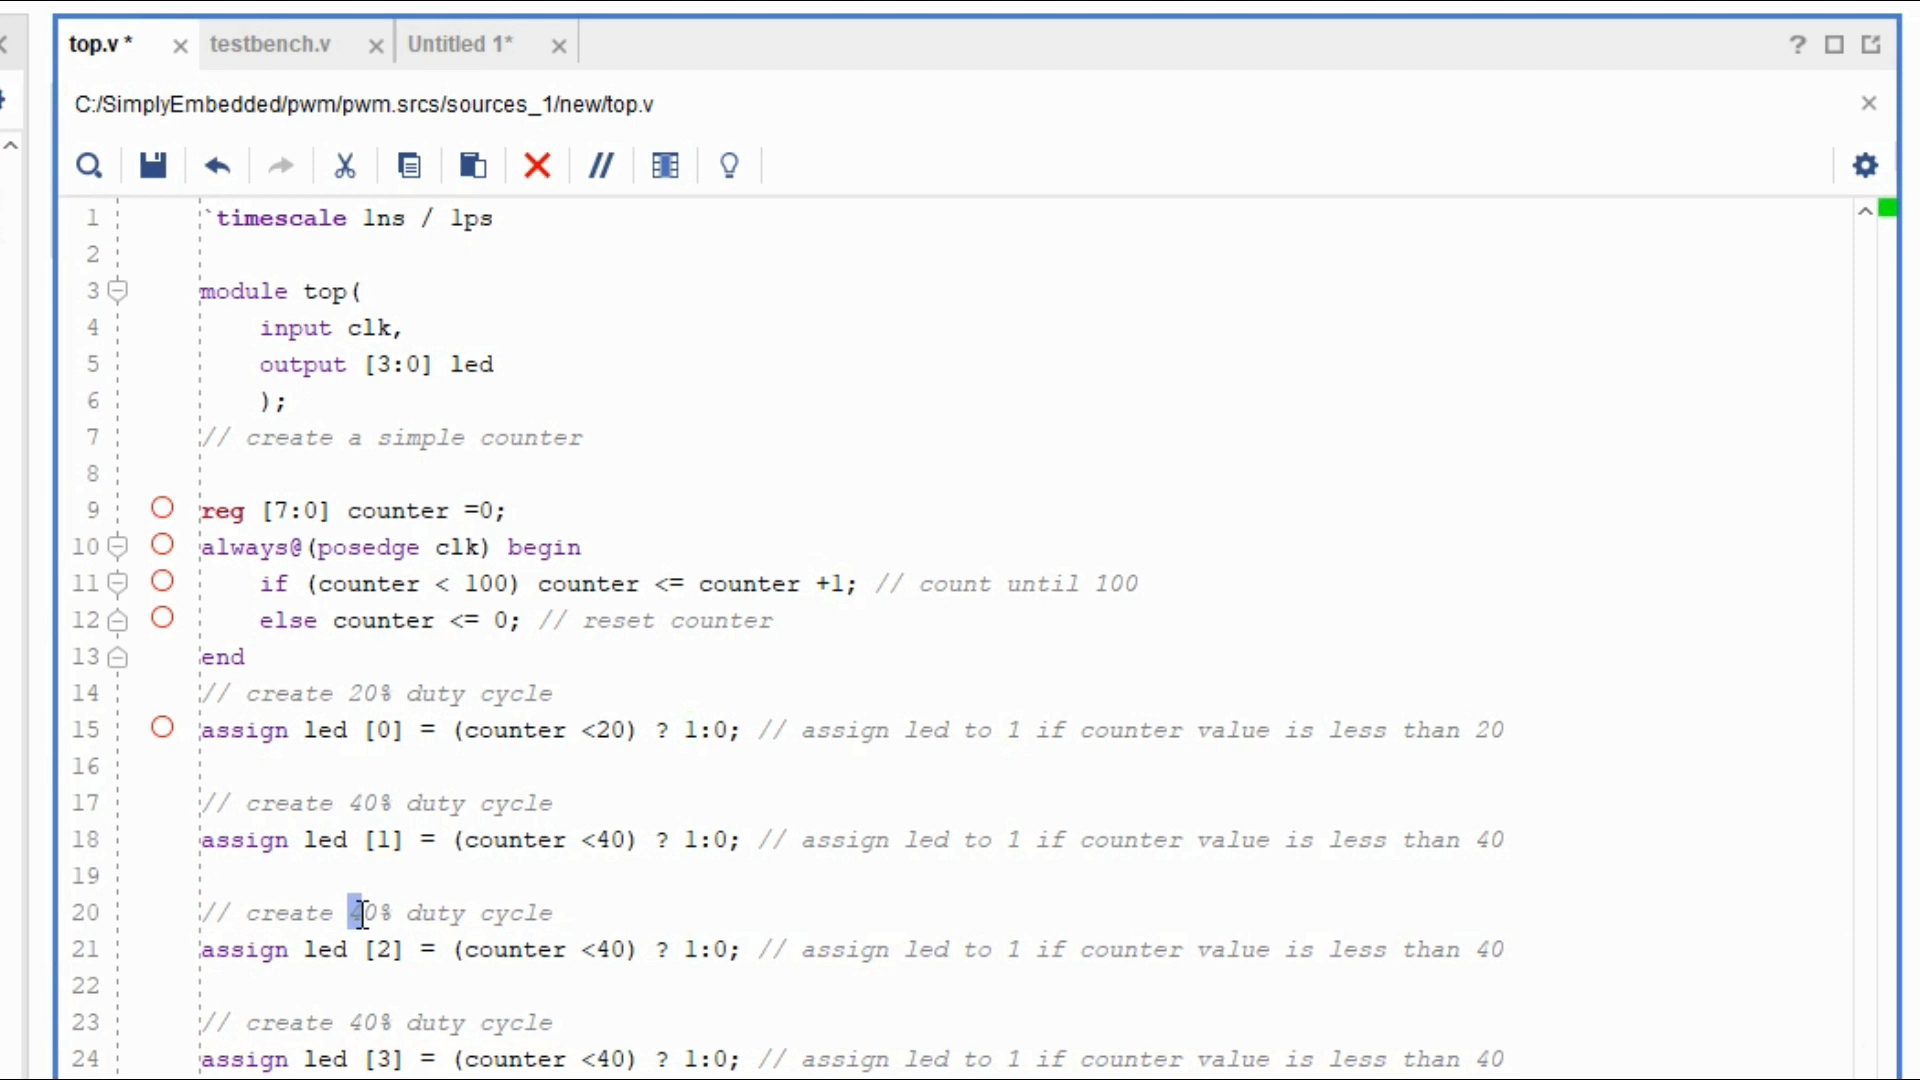 top.v * testbench.v Untitled 1*
C:/SimplyEmbedded/pwm/pwm.srcs/sources_1/new/top.v
1 `timescale 1ns / 1ps
2
3 module top(
4 input clk,
5 output [3:0] led
6 );
7 // create a simple counter
8
9 reg [7:0] counter =0;
10 always@(posedge clk) begin
11 if (counter < 100) counter <= counter +1; // count until 100
12 else counter <= 0; // reset counter
13 end
14 // create 20% duty cycle
15 assign led [0] = (counter <20) ? 1:0; // assign led to 1 if counter value is less than 20
16
17 // create 40% duty cycle
18 assign led [1] = (counter <40) ? 1:0; // assign led to 1 if counter value is less than 40
19
20 // create 40% duty cycle
21 assign led [2] = (counter <40) ? 1:0; // assign led to 1 if counter value is less than 40
22
23 // create 40% duty cycle
24 assign led [3] = (counter <40) ? 1:0; // assign led to 1 if counter value is less than 40